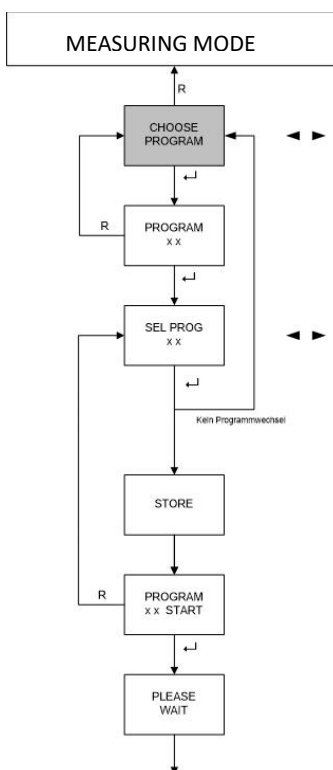 MEASURING MODE
R
CHOOSE
PROGRAM
R
PROGRAM
x x
SEL PROG
x x
Kein Programmwechsel
STORE
R
PROGRAM
x x START
PLEASE
WAIT